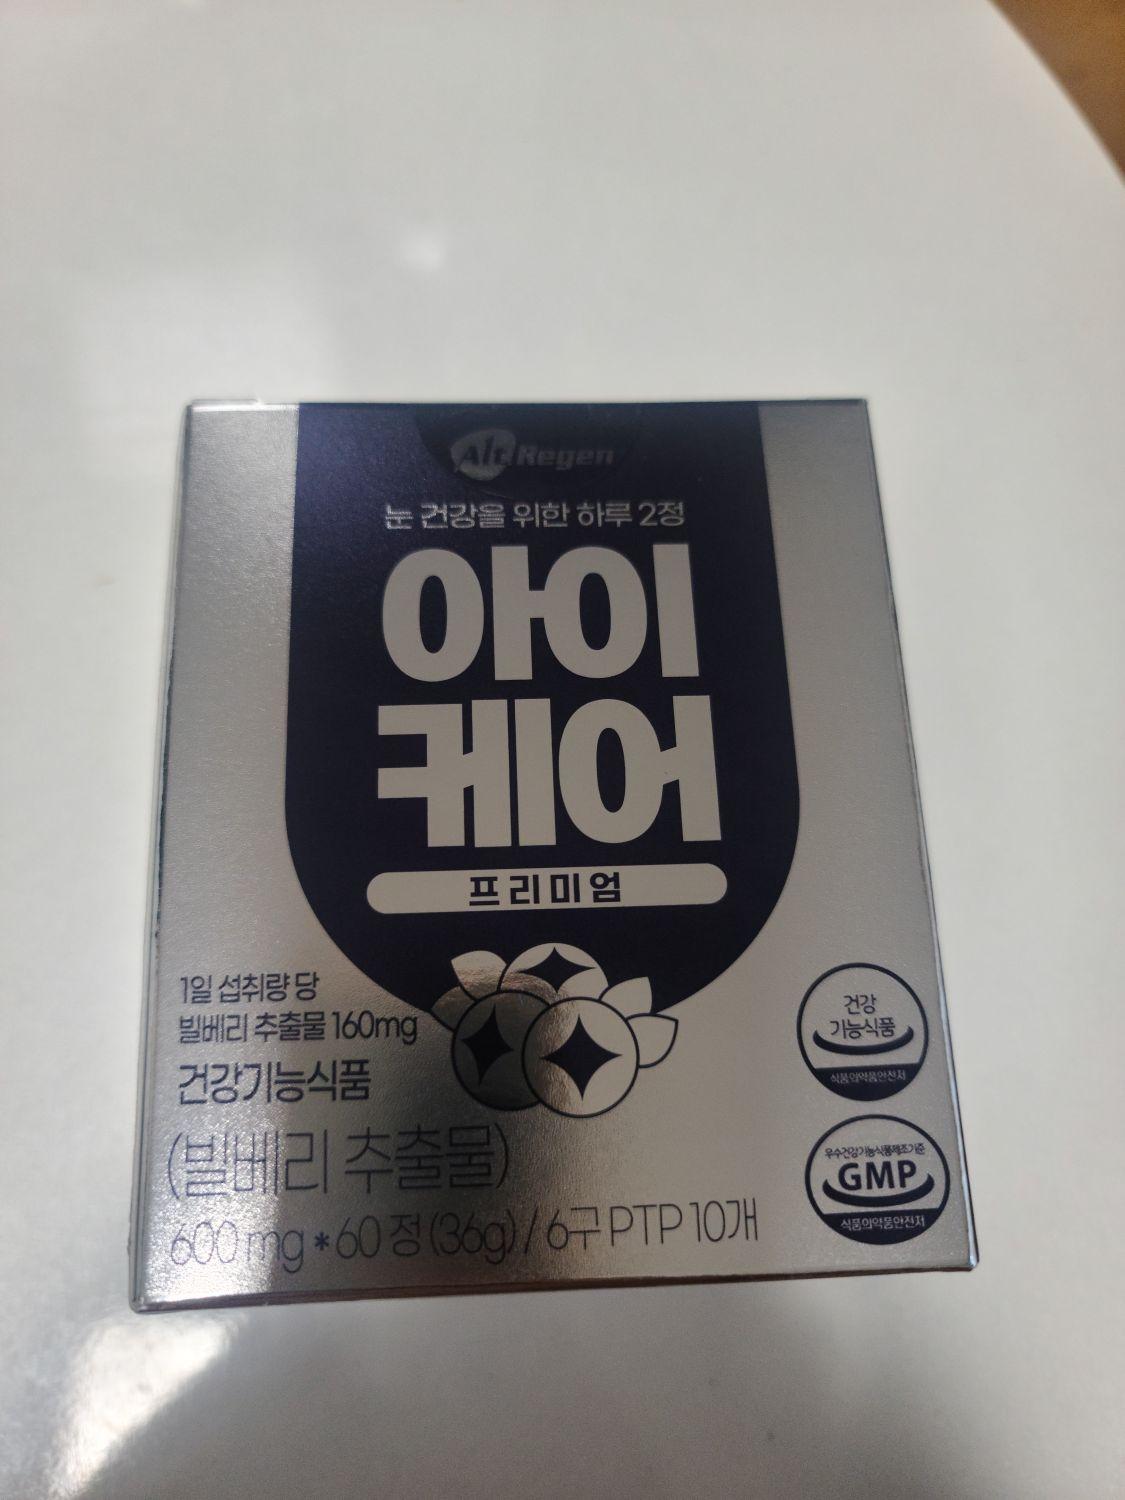 Alt Regen
눈 건강을 위한 하루 2정
아이
케어
프리미엄
1일 섭취량 당
빌베리 추출물 160mg
건강기능식품
(빌베리 추출물)
600 mg * 60 정 (36g) / 6구 PTP 10개
건강
기능식품
식품의약품안전처
우수건강기능식품제조기준
GMP
식품의약품안전처